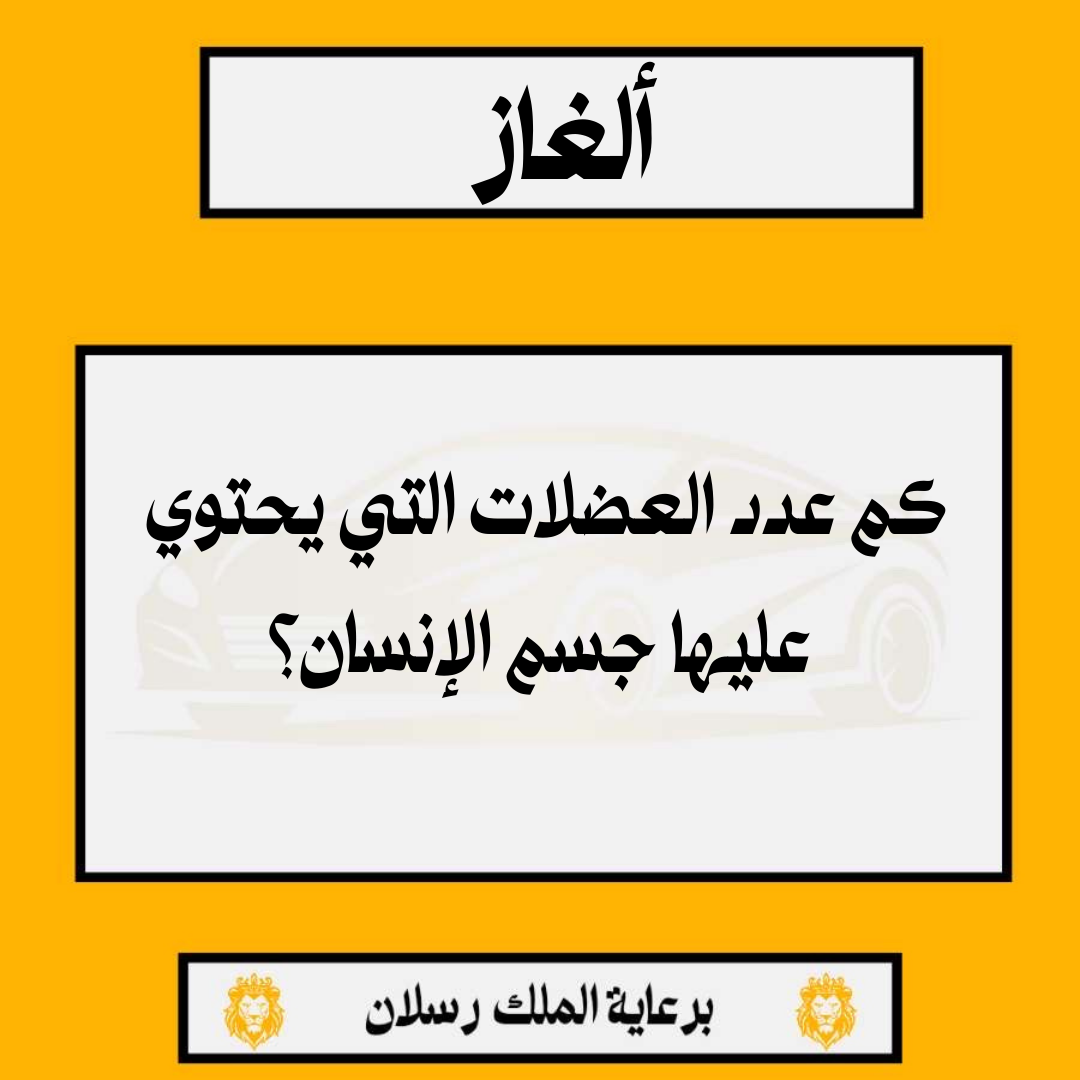 ألغاز
كم عدد العضلات التي يحتوي
عليها جسم الإنسان؟
برعاية الملك رسلان